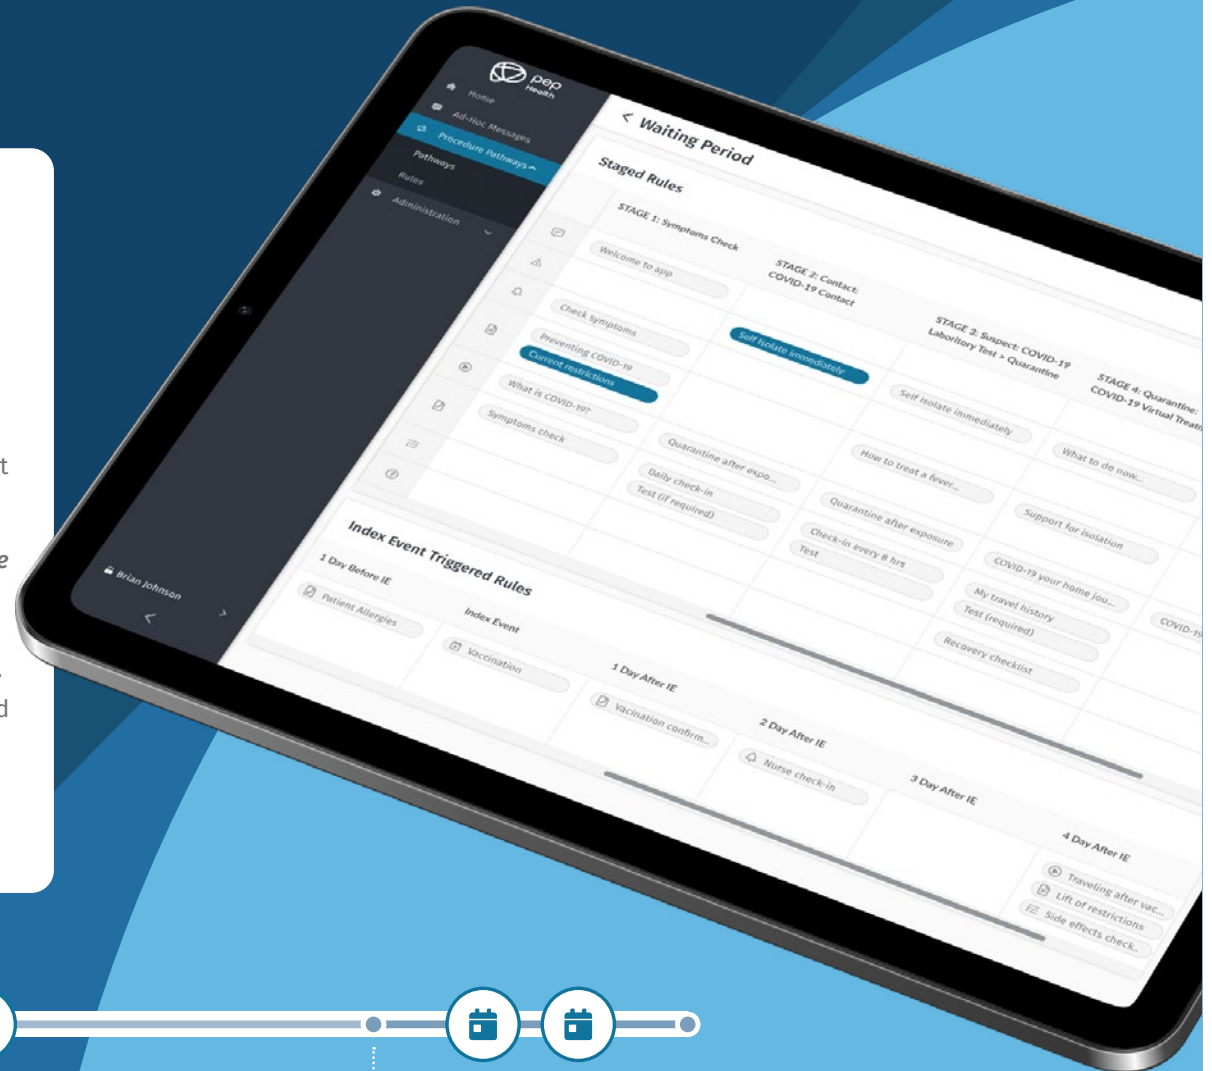 t
e
.
d
pep
Health
Home
Ad-Hoc Messages
Procedure Pathways
Pathways
Rules
Administration
Brian Johnson
< Waiting Period
Staged Rules
STAGE 1: Symptoms Check
Welcome to app
Check symptoms
Preventing COVID-19
Current restrictions
What is COVID-19?
Symptoms check
STAGE 2: Contact:
COVID-19 Contact
Self Isolate immediately
Quarantine after expo...
Daily check-in
Test (if required)
STAGE 3: Suspect: COVID-19
Laboritory Test > Quarantine
Self Isolate immediately
How to treat a fever...
Quarantine after exposure
Check-in every 8 hrs
Test
STAGE 4: Quarantine:
COVID-19 Virtual Treatm
What to do now...
Support for isolation
COVID-19 your home jou...
My travel history
Test (required)
Recovery checklist
COVID-19
Index Event Triggered Rules
1 Day Before IE
Patient Allergies
Index Event
Vaccination
1 Day After IE
Vacination confirm...
2 Day After IE
Nurse check-in
3 Day After IE
4 Day After IE
Traveling after vac...
Lift of restrictions
Side effects check..